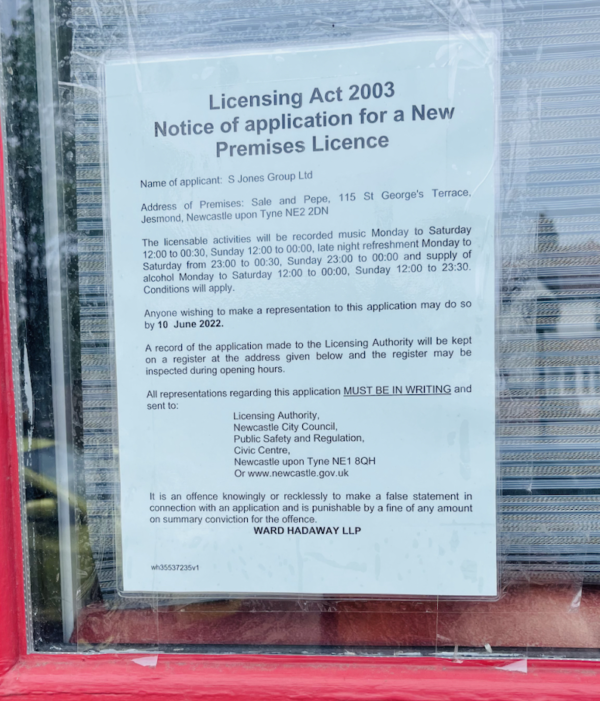 Licensing Act 2003
Notice of application for a New
Premises Licence
Name of applicant: S Jones Group Ltd
Address of Premises: Sale and Pepe, 115 St George's Terrace,
Jesmond, Newcastle upon Tyne NE2 2DN
The licensable activities will be recorded music Monday to Saturday
12:00 to 00:30, Sunday 12:00 to 00:00, late night refreshment Monday to
Saturday from 23:00 to 00:30, Sunday 23:00 to 00:00 and supply of
alcohol Monday to Saturday 12:00 to 00:00, Sunday 12:00 to 23:30.
Conditions will apply.
Anyone wishing to make a representation to this application may do so
by 10 June 2022.
A record of the application made to the Licensing Authority will be kept
on a register at the address given below and the register may be
inspected during opening hours.
All representations regarding this application MUST BE IN WRITING and
sent to:
Licensing Authority,
Newcastle City Council,
Public Safety and Regulation,
Civic Centre,
Newcastle upon Tyne NE1 8QH
Or www.newcastle.gov.uk
It is an offence knowingly or recklessly to make a false statement in
connection with an application and is punishable by a fine of any amount
on summary conviction for the offence.
WARD HADAWAY LLP
wh35537235v1